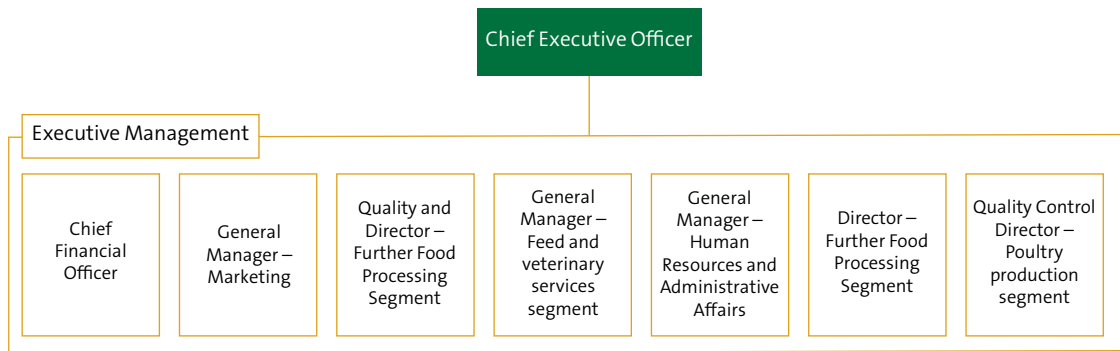 Chief Executive Officer
Executive Management
Chief
Financial
Officer
General
Manager –
Marketing
Quality and
Director –
Further Food
Processing
Segment
General
Manager –
Feed and
veterinary
services
segment
General
Manager –
Human
Resources and
Administrative
Affairs
Director –
Further Food
Processing
Segment
Quality Control
Director –
Poultry
production
segment